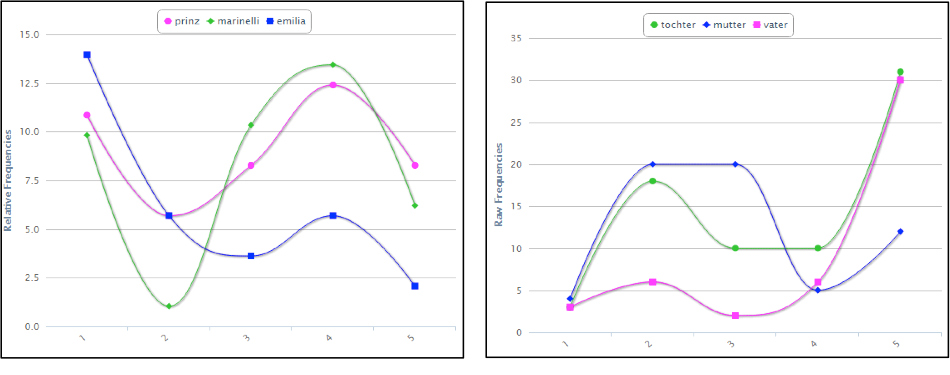 prinz marinelli emilia
Relative Frequencies
15.0
12.5
10.0
7.5
5.0
2.5
0.0
1 2 3 4 5
tochter mutter vater
Raw Frequencies
35
30
25
20
15
10
5
0
1 2 3 4 5